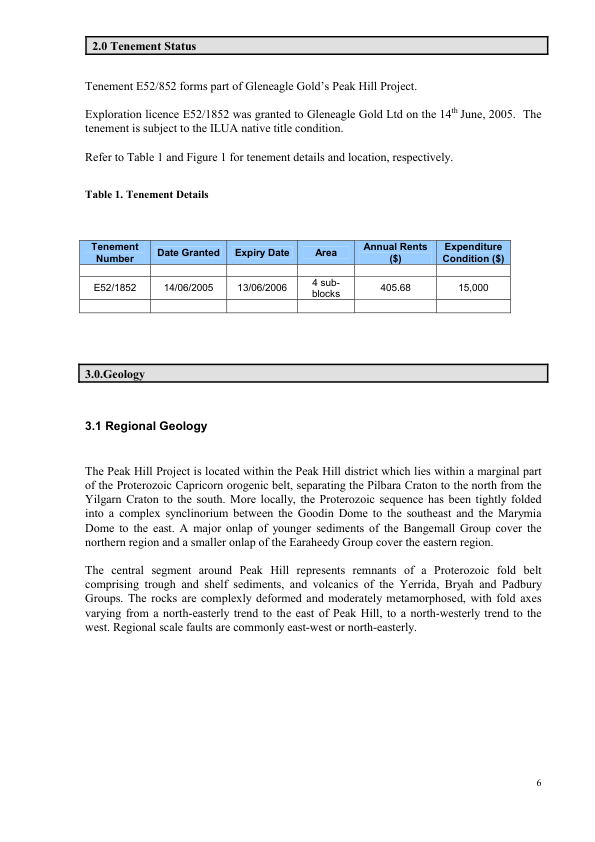 2.0 Tenement Status
Tenement E52/852 forms part of Gleneagle Gold's Peak Hill Project.
Exploration licence E52/1852 was granted to Gleneagle Gold Ltd on the 14th June, 2005. The
tenement is subject to the ILUA native title condition.
Refer to Table 1 and Figure 1 for tenement details and location, respectively.
Table 1. Tenement Details
Tenement Number Date Granted Expiry Date Area Annual Rents ($) Expenditure Condition ($)
E52/1852 14/06/2005 13/06/2006 4 sub-blocks 405.68 15,000
3.0.Geology
3.1 Regional Geology
The Peak Hill Project is located within the Peak Hill district which lies within a marginal part
of the Proterozoic Capricorn orogenic belt, separating the Pilbara Craton to the north from the
Yilgarn Craton to the south. More locally, the Proterozoic sequence has been tightly folded
into a complex synclinorium between the Goodin Dome to the southeast and the Marymia
Dome to the east. A major onlap of younger sediments of the Bangemall Group cover the
northern region and a smaller onlap of the Earaheedy Group cover the eastern region.
The central segment around Peak Hill represents remnants of a Proterozoic fold belt
comprising trough and shelf sediments, and volcanics of the Yerrida, Bryah and Padbury
Groups. The rocks are complexly deformed and moderately metamorphosed, with fold axes
varying from a north-easterly trend to the east of Peak Hill, to a north-westerly trend to the
west. Regional scale faults are commonly east-west or north-easterly.
6